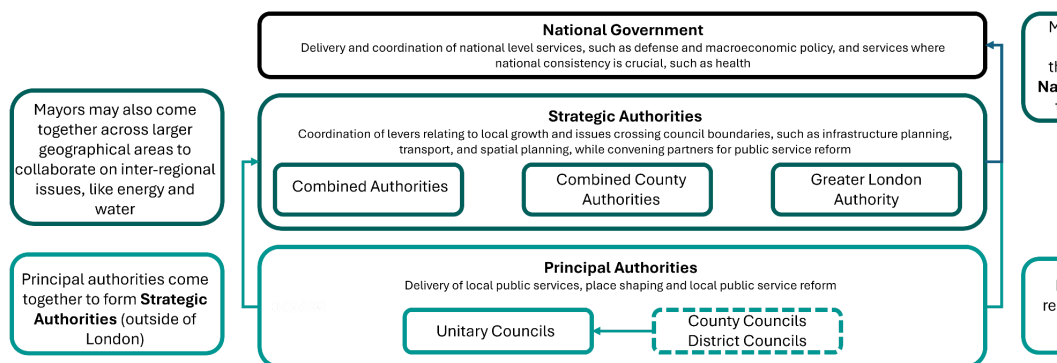 National Government
Delivery and coordination of national level services, such as defense and macroeconomic policy, and services where
national consistency is crucial, such as health
Mayors may also come
together across larger
geographical areas to
collaborate on inter-regional
issues, like energy and
water
Strategic Authorities
Coordination of levers relating to local growth and issues crossing council boundaries, such as infrastructure planning,
transport, and spatial planning, while convening partners for public service reform
Combined Authorities
Combined County
Authorities
Greater London
Authority
Principal authorities come
together to form Strategic
Authorities (outside of
London)
Principal Authorities
Delivery of local public services, place shaping and local public service reform
Unitary Councils
County Councils
District Councils